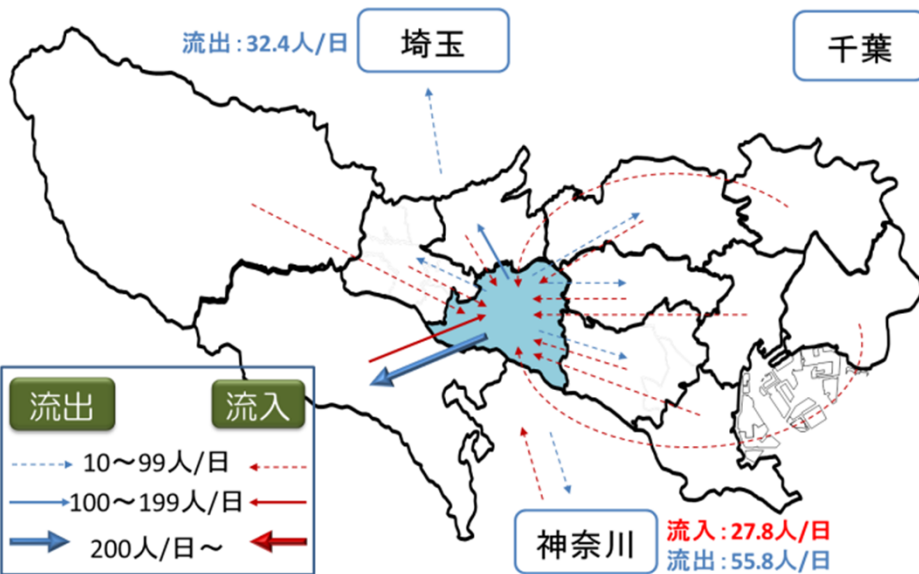 流出：32.4人/日
埼玉
千葉
流出
流入
10～99人/日
100～199人/日
200人/日～
神奈川
流入：27.8人/日
流出：55.8人/日